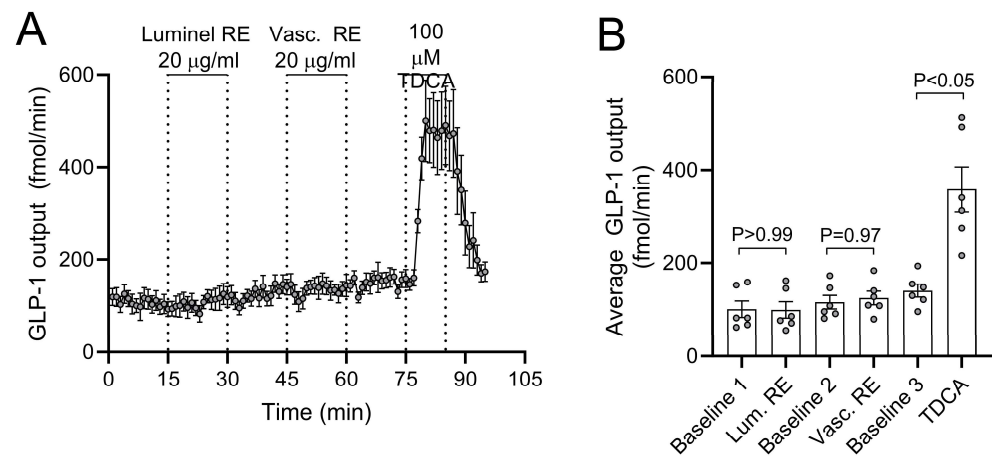 A
Luminel RE
20 µg/ml
Vasc. RE
20 µg/ml
100
µM
TDCA
GLP-1 output (fmol/min)
600
400
200
0
0 15 30 45 60 75 90 105
Time (min)
B
Average GLP-1 output
(fmol/min)
600
400
200
0
P>0.99
P=0.97
P<0.05
Baseline 1
Lum. RE
Baseline 2
Vasc. RE
Baseline 3
TDCA